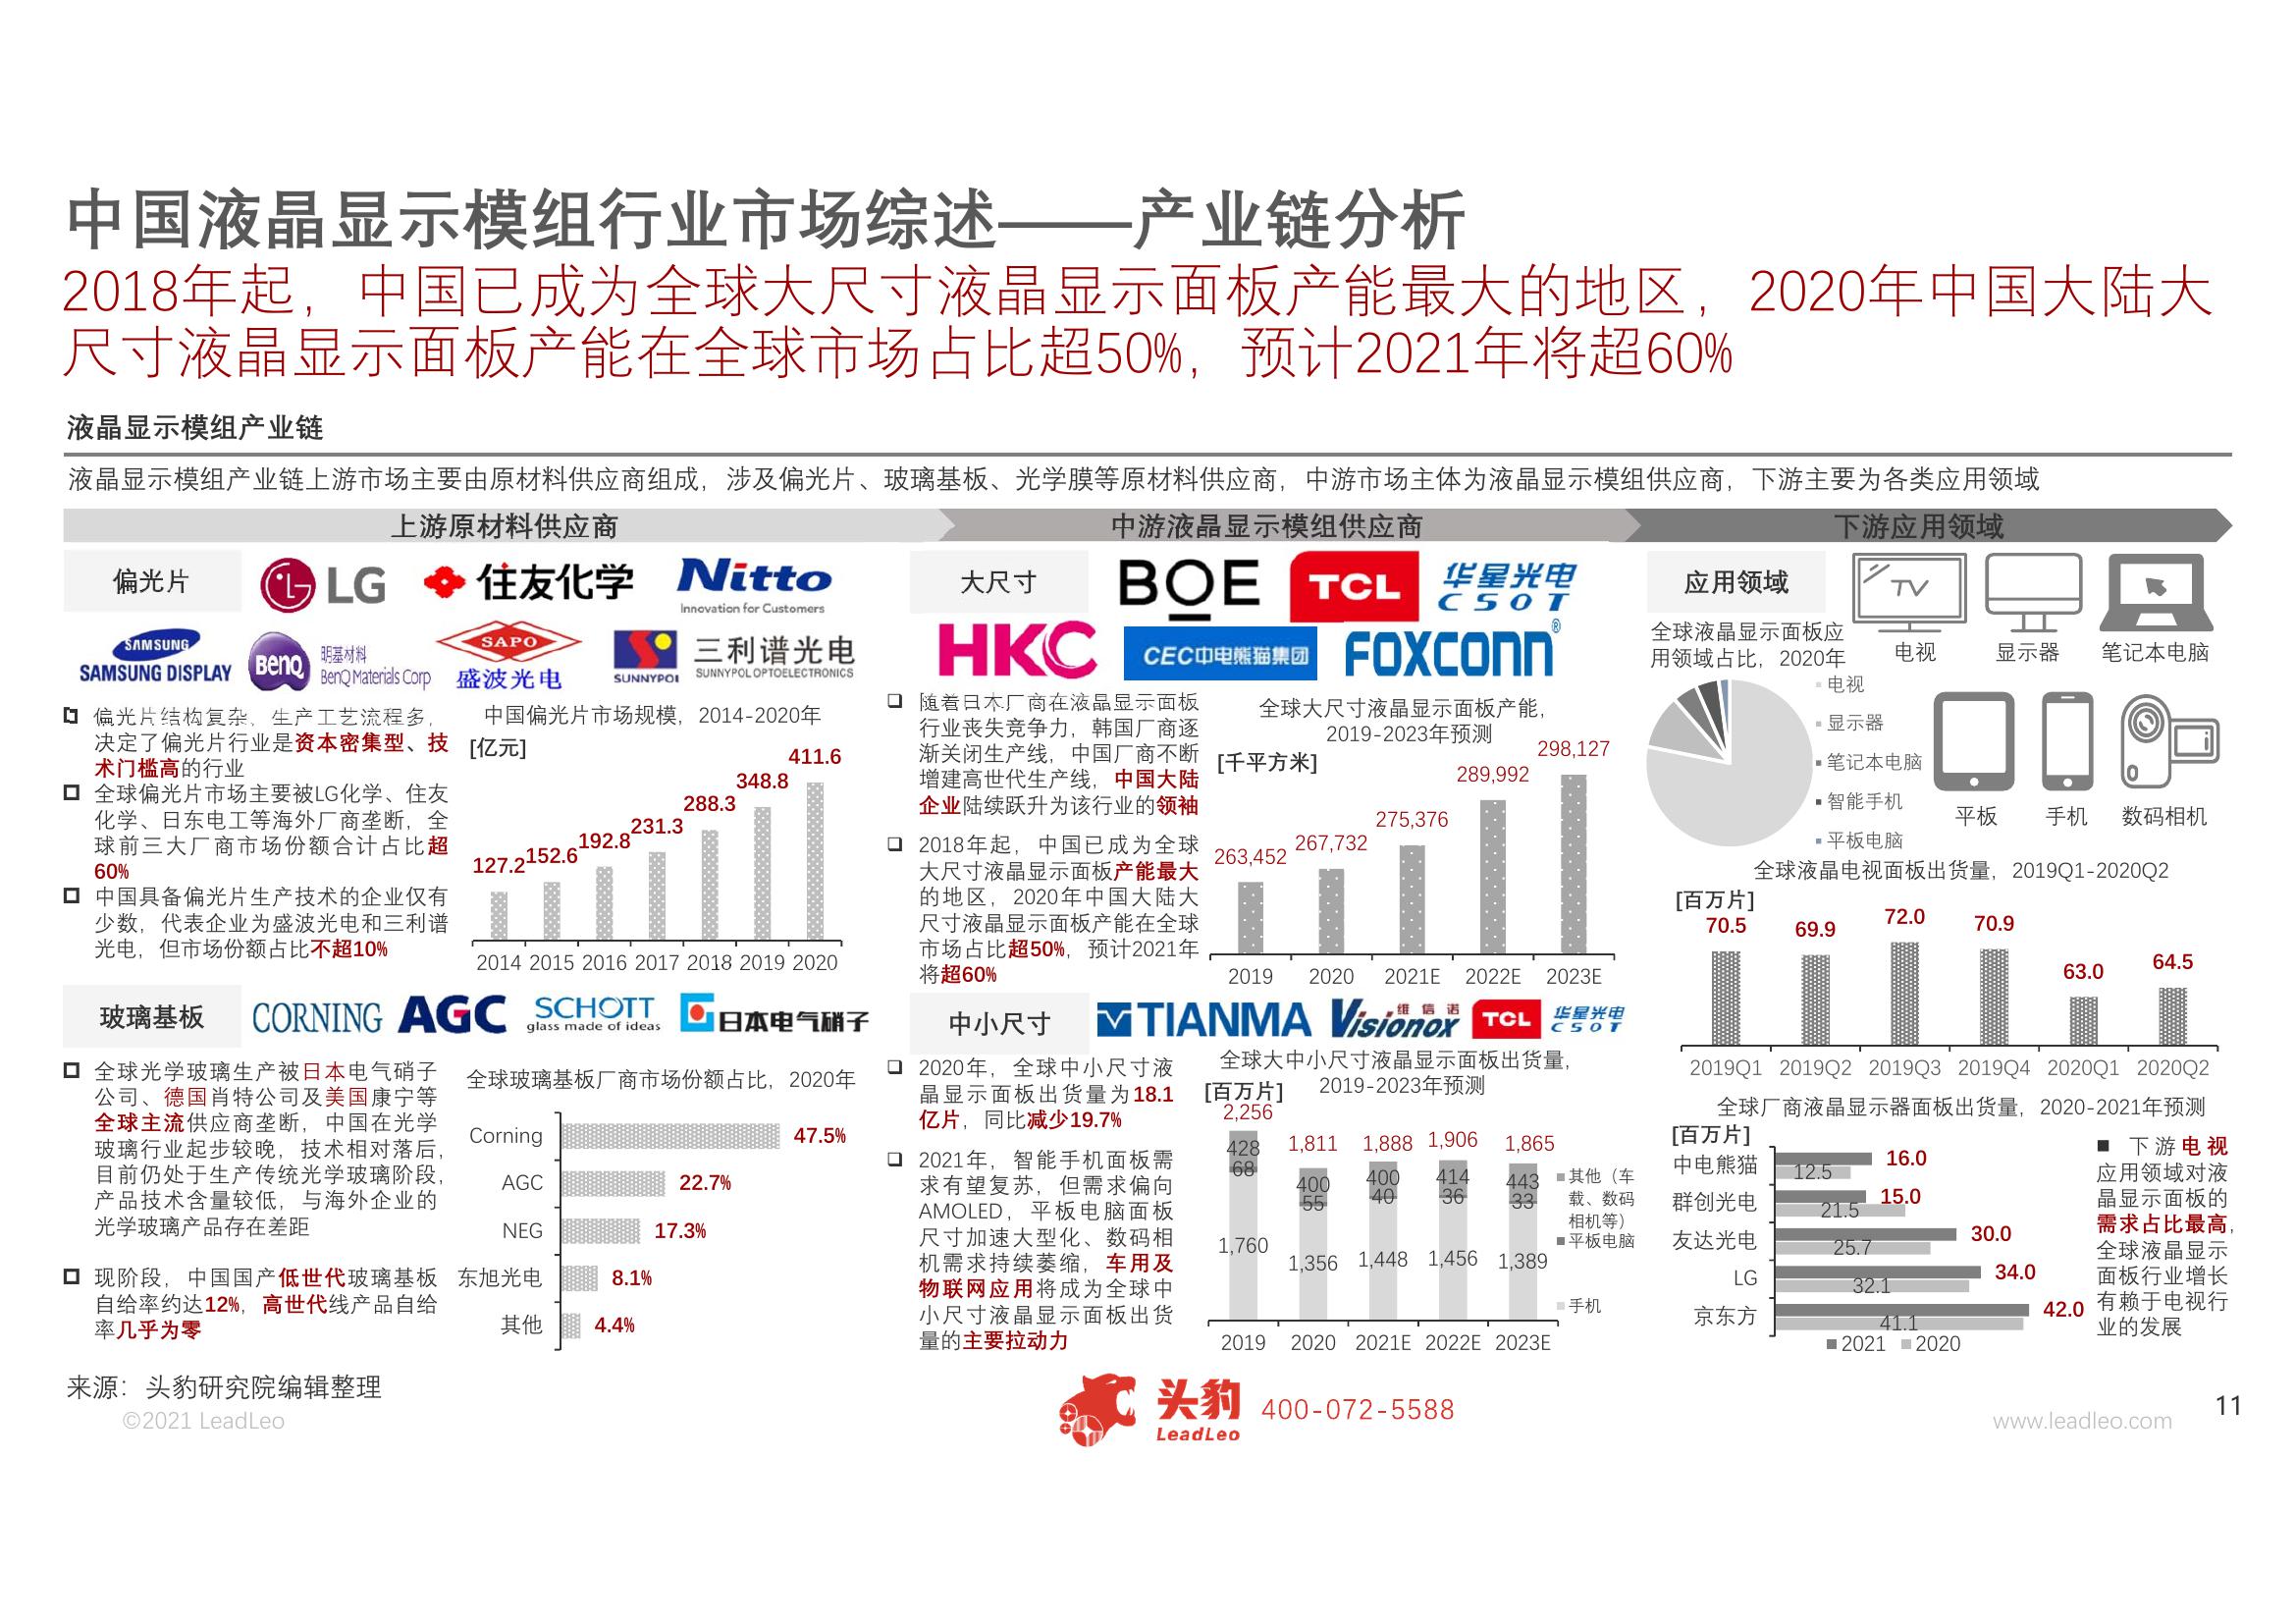 中国液晶显示模组行业市场综述——产业链分析
2018年起，中国已成为全球大尺寸液晶显示面板产能最大的地区，2020年中国大陆大
尺寸液晶显示面板产能在全球市场占比超50%，预计2021年将超60%
液晶显示模组产业链
液晶显示模组产业链上游市场主要由原材料供应商组成，涉及偏光片、玻璃基板、光学膜等原材料供应商，中游市场主体为液晶显示模组供应商，下游主要为各类应用领域
上游原材料供应商
偏光片
LG
住友化学
Nitto
Innovation for Customers
SAMSUNG
SAMSUNG DISPLAY
BenQ
明基材料
BenQ Materials Corp
SAPO
盛波光电
SUNNYPOL
三利谱光电
SUNNYPOL OPTOELECTRONICS
偏光片结构复杂、生产工艺流程多，
决定了偏光片行业是资本密集型、技
术门槛高的行业
全球偏光片市场主要被LG化学、住友
化学、日东电工等海外厂商垄断，全
球前三大厂商市场份额合计占比超
60%
中国具备偏光片生产技术的企业仅有
少数，代表企业为盛波光电和三利谱
光电，但市场份额占比不超10%
中国偏光片市场规模，2014-2020年
[亿元]
127.2
152.6
192.8
231.3
288.3
348.8
411.6
2014 2015 2016 2017 2018 2019 2020
玻璃基板
CORNING
AGC
SCHOTT
glass made of ideas
日本电气硝子
全球光学玻璃生产被日本电气硝子
公司、德国肖特公司及美国康宁等
全球主流供应商垄断，中国在光学
玻璃行业起步较晚，技术相对落后，
目前仍处于生产传统光学玻璃阶段，
产品技术含量较低，与海外企业的
光学玻璃产品存在差距
现阶段，中国国产低世代玻璃基板
自给率约达12%，高世代线产品自给
率几乎为零
全球玻璃基板厂商市场份额占比，2020年
Corning 47.5%
AGC 22.7%
NEG 17.3%
东旭光电 8.1%
其他 4.4%
中游液晶显示模组供应商
大尺寸
BOE
TCL
华星光电
CSOT
HKC
CEC中电熊猫集团
FOXCONN®
随着日本厂商在液晶显示面板
行业丧失竞争力，韩国厂商逐
渐关闭生产线，中国厂商不断
增建高世代生产线，中国大陆
企业陆续跃升为该行业的领袖
2018年起，中国已成为全球
大尺寸液晶显示面板产能最大
的地区，2020年中国大陆大
尺寸液晶显示面板产能在全球
市场占比超50%，预计2021年
将超60%
全球大尺寸液晶显示面板产能，
2019-2023年预测
[千平方米]
263,452
267,732
275,376
289,992
298,127
2019 2020 2021E 2022E 2023E
中小尺寸
TIANMA
维信诺
Visionox
TCL
华星光电
CSOT
2020年，全球中小尺寸液
晶显示面板出货量为18.1
亿片，同比减少19.7%
2021年，智能手机面板需
求有望复苏，但需求偏向
AMOLED，平板电脑面板
尺寸加速大型化、数码相
机需求持续萎缩，车用及
物联网应用将成为全球中
小尺寸液晶显示面板出货
量的主要拉动力
全球大中小尺寸液晶显示面板出货量，
2019-2023年预测
[百万片]
2,256 1,811 1,888 1,906 1,865
428 400 400 414 443
68 55 40 36 33
1,760 1,356 1,448 1,456 1,389
2019 2020 2021E 2022E 2023E
其他（车
载、数码
相机等）
平板电脑
手机
下游应用领域
应用领域
TV
电视
显示器
笔记本电脑
全球液晶显示面板应
用领域占比，2020年
电视
显示器
笔记本电脑
智能手机
平板电脑
平板
手机
数码相机
全球液晶电视面板出货量，2019Q1-2020Q2
[百万片]
70.5 69.9 72.0 70.9 63.0 64.5
2019Q1 2019Q2 2019Q3 2019Q4 2020Q1 2020Q2
全球厂商液晶显示器面板出货量，2020-2021年预测
[百万片]
中电熊猫 16.0
12.5
群创光电 15.0
21.5
友达光电 30.0
25.7
LG 34.0
32.1
京东方 42.0
41.1
2021 2020
下游电视
应用领域对液
晶显示面板的
需求占比最高，
全球液晶显示
面板行业增长
有赖于电视行
业的发展
来源：头豹研究院编辑整理
©2021 LeadLeo
头豹
LeadLeo
400-072-5588
www.leadleo.com
11